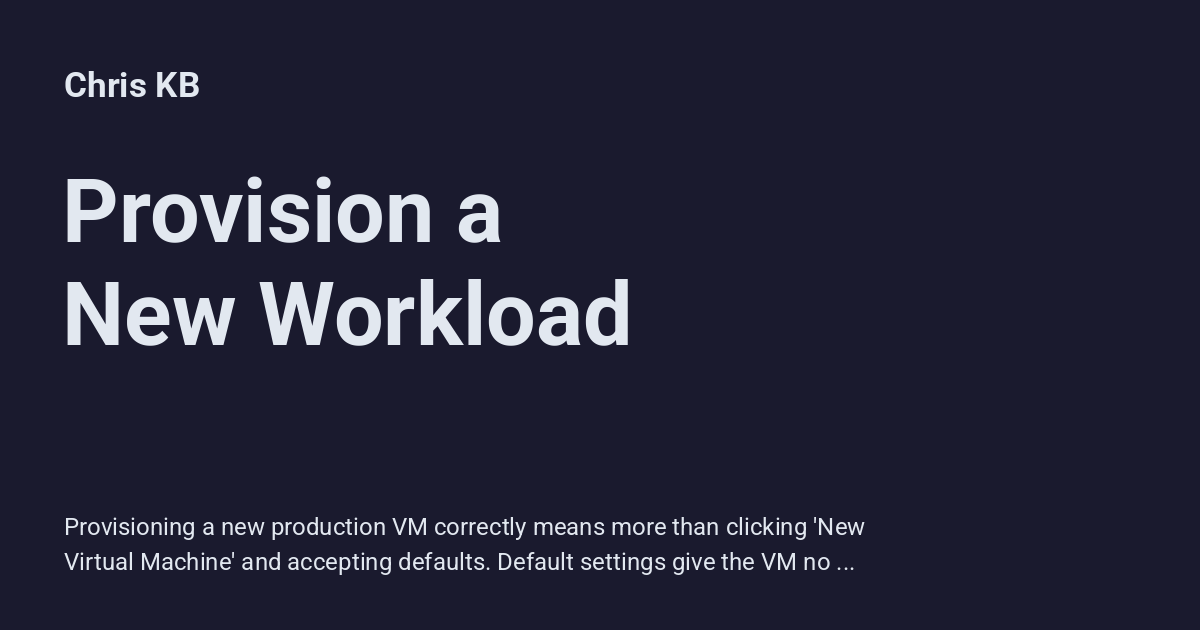 Chris KB
Provision a
New Workload
Provisioning a new production VM correctly means more than clicking 'New
Virtual Machine' and accepting defaults. Default settings give the VM no ...